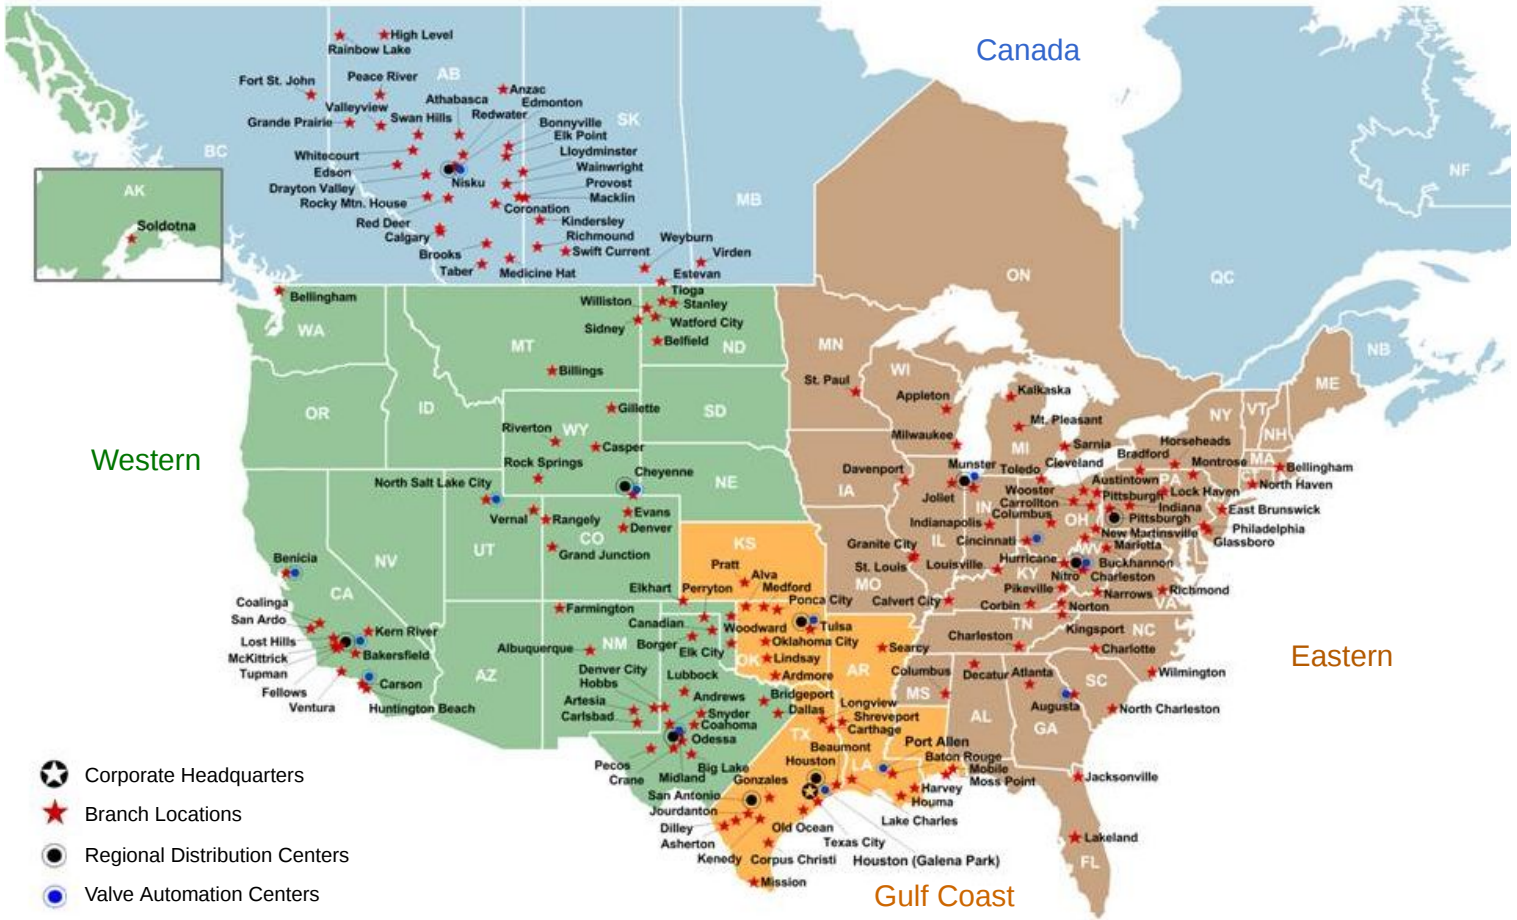 Canada
High Level
Rainbow Lake
AB
Peace River
Fort St. John
Anzac
Athabasca
Edmonton
Valleyview
Redwater
Swan Hills
Bonnyville
Grande Prairie
SK
Elk Point
BC
Whitecourt
Lloydminster
Edson
Wainwright
NF
Nisku
Provost
Drayton Valley
Macklin
Rocky Mtn. House
MB
Coronation
AK
Soldotna
Red Deer
Kindersley
Calgary
Richmound
Weyburn
Brooks
Swift Current
Virden
Taber
Medicine Hat
Estevan
ON
QC
Bellingham
Tioga
Williston
Stanley
Watford City
Sidney
WA
MT
Belfield
ND
MN
NB
WI
Billings
St. Paul
ME
Kalkaska
Appleton
OR
ID
Gillette
SD
NY
VT
Mt. Pleasant
Riverton
WY
Milwaukee
NH
Casper
MI
Sarnia
Horseheads
Western
Rock Springs
Bradford
Montrose
MA
Cheyenne
Davenport
Munster
Toledo
Cleveland
Bellingham
North Salt Lake City
NE
Austintown
PA
CT
North Haven
IA
Joliet
Wooster
Pittsburgh
Lock Haven
Carrollton
IN
Indiana
East Brunswick
Evans
Columbus
Vernal
Rangely
OH
Pittsburgh
Denver
Indianapolis
Philadelphia
CO
IL
Cincinnati
New Martinsville
Glassboro
KS
Granite City
Marietta
UT
Grand Junction
WV
NV
Benicia
Pratt
St. Louis
Louisville
Hurricane
Buckhannon
Alva
KY
Nitro
Charleston
MO
Elkhart
Perryton
Medford
Pikeville
Narrows
Richmond
CA
Ponca City
Calvert City
Corbin
Norton
VA
Coalinga
Farmington
San Ardo
Canadian
Woodward
Tulsa
TN
Kingsport
NC
Kern River
Lost Hills
NM
Borger
Oklahoma City
Charleston
Albuquerque
Searcy
Charlotte
McKittrick
Bakersfield
Elk City
OK
Lindsay
Eastern
Tupman
AZ
Denver City
AR
Columbus
Decatur
Atlanta
Wilmington
Carson
Hobbs
Lubbock
Ardmore
SC
Fellows
Andrews
Bridgeport
MS
Artesia
Longview
Augusta
Ventura
Huntington Beach
Snyder
Dallas
North Charleston
Carlsbad
Shreveport
AL
Coahoma
Carthage
GA
TX
Odessa
Beaumont
Port Allen
Baton Rouge
Pecos
Houston
LA
Big Lake
Mobile
Corporate Headquarters
Crane
Midland
Gonzales
Moss Point
Jacksonville
Harvey
San Antonio
Houma
Branch Locations
Jourdanton
Lake Charles
Dilley
Old Ocean
Lakeland
Asherton
Texas City
Regional Distribution Centers
Kenedy
Corpus Christi
Houston (Galena Park)
FL
Mission
Valve Automation Centers
Gulf Coast